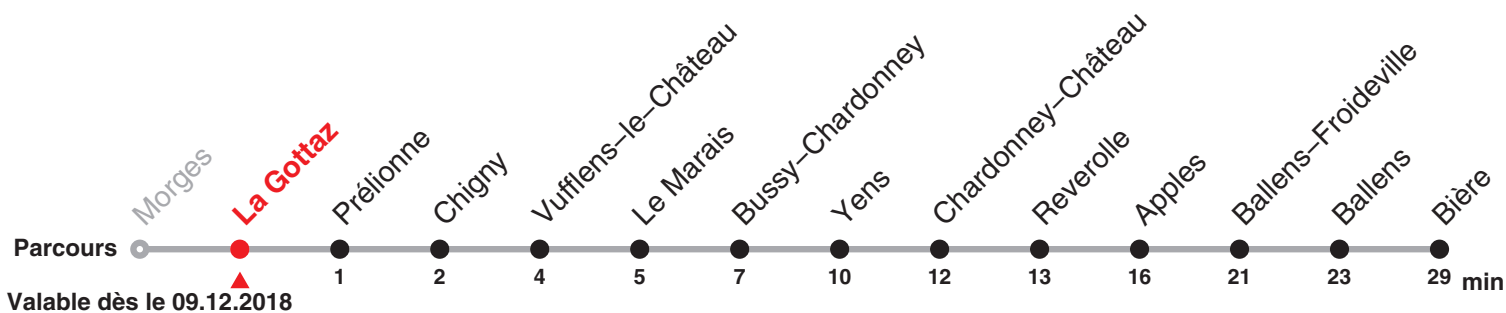 Morges
La Gottaz
Prélionne
Chigny
Vufflens–le–Château
Le Marais
Bussy–Chardonney
Yens
Chardonney–Château
Reverolle
Apples
Ballens–Froideville
Ballens
Bière
Parcours
1 2 4 5 7 10 12 13 16 21 23 29 min
Valable dès le 09.12.2018